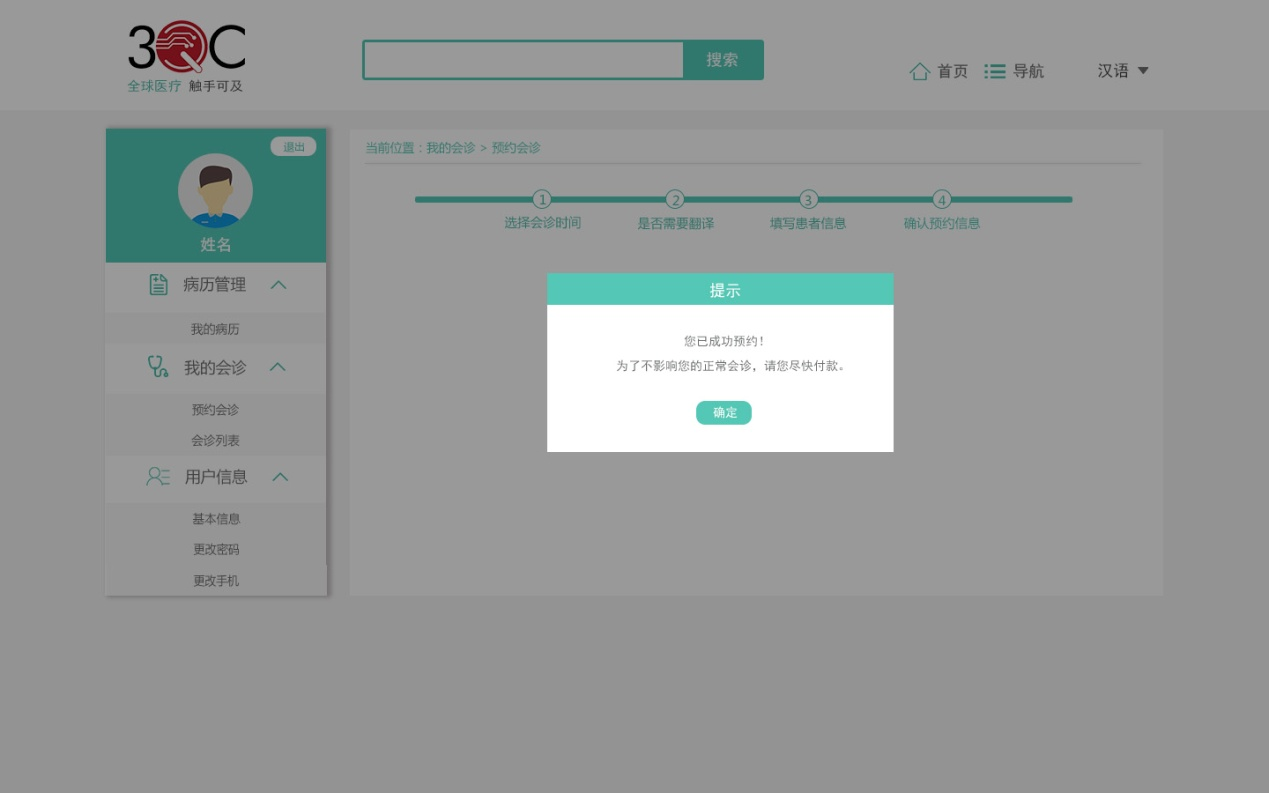 3QC
全球医疗 触手可及
搜索
首页 导航 汉语
退出
姓名
病历管理
我的病历
我的会诊
预约会诊
会诊列表
用户信息
基本信息
更改密码
更改手机
当前位置：我的会诊 > 预约会诊
1 2 3 4
选择会诊时间 是否需要翻译 填写患者信息 确认预约信息
提示
您已成功预约！
为了不影响您的正常会诊，请您尽快付款。
确定